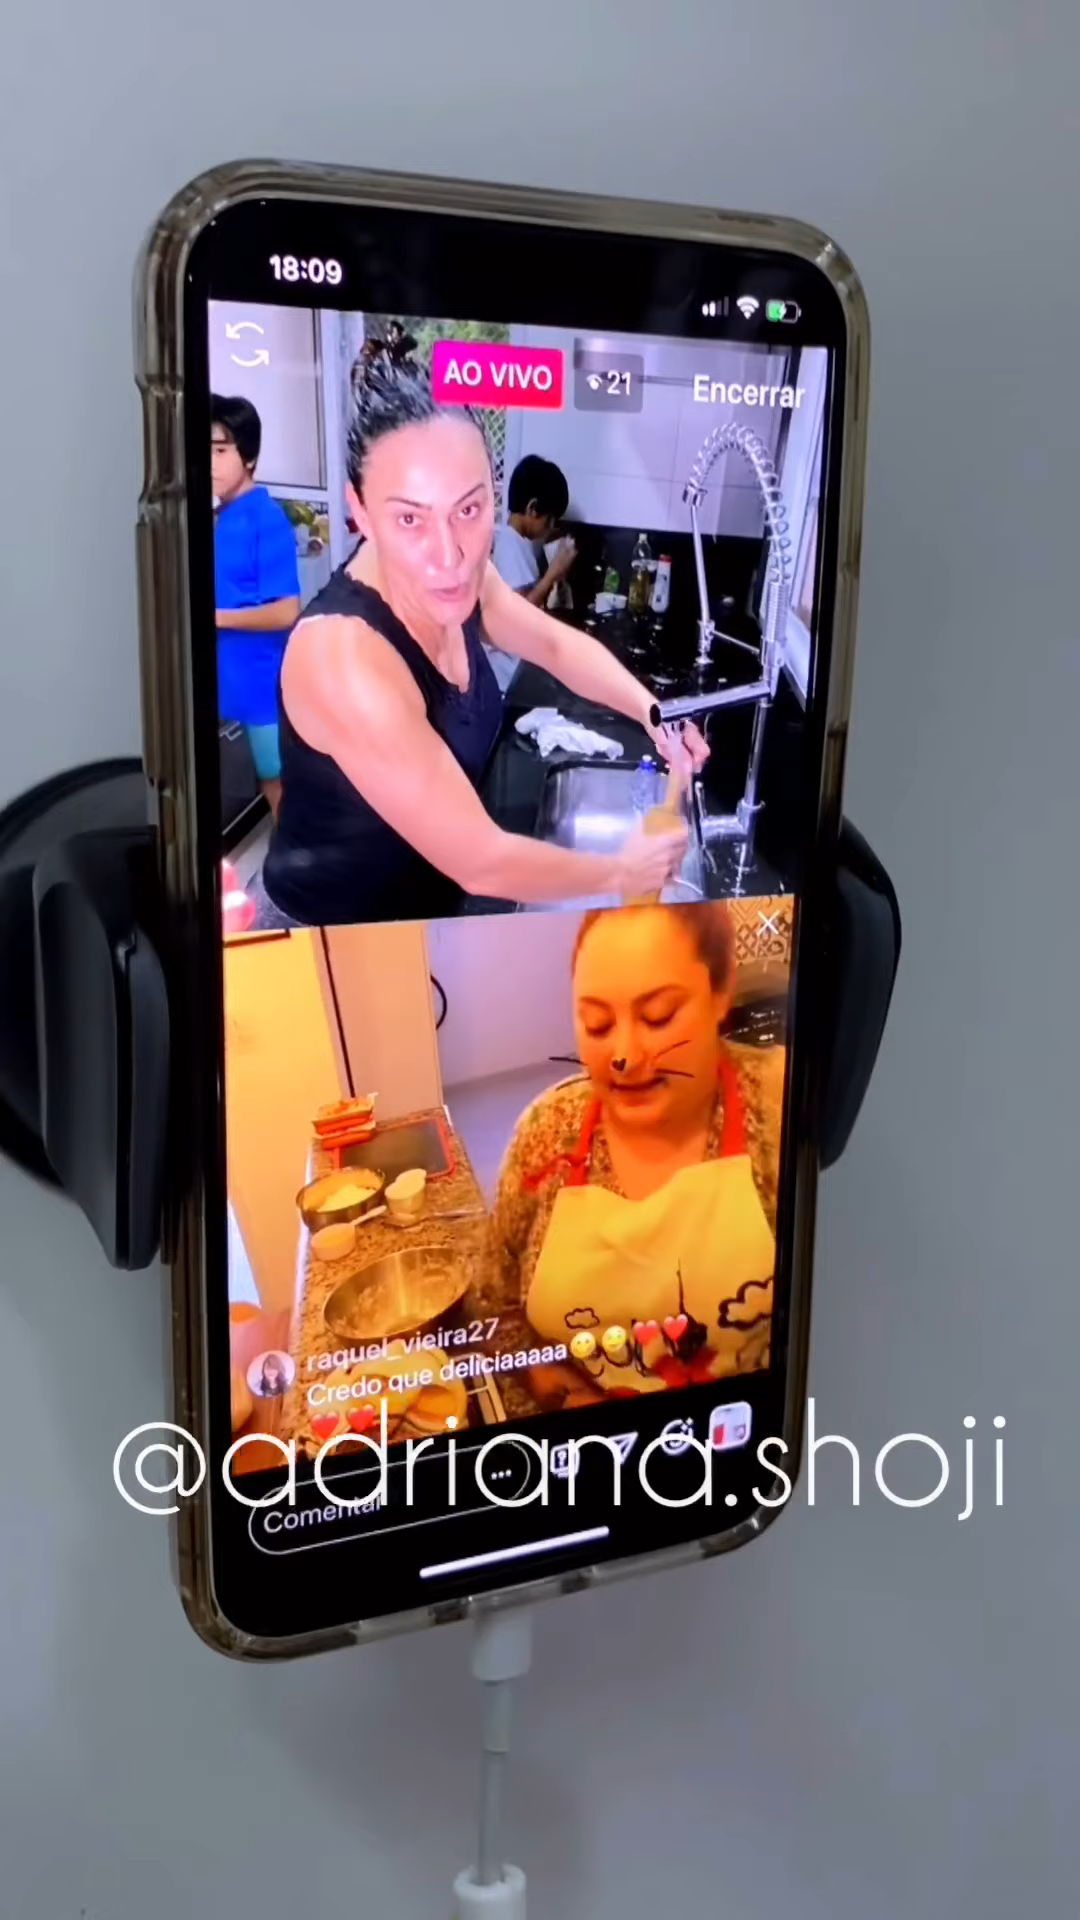 18:09
AO VIVO
21
Encerrar
raquel_vieira27
Credo que deliciaaaaa😋😋❤️❤️
❤️❤️
@adriana.shoji
Comentar